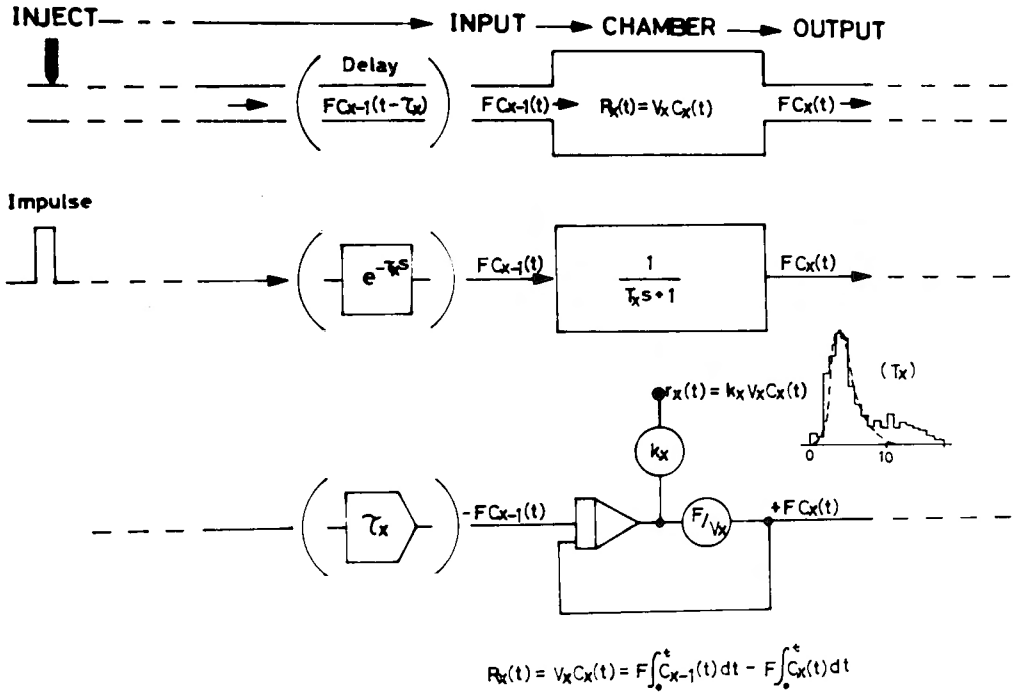 INJECT INPUT CHAMBER OUTPUT
Delay
FCx-1(t-τx) FCx-1(t) Rx(t)=VxCx(t) FCx(t)
Impulse
e^-τxs FCx-1(t) 1/(Txs+1) FCx(t)
rx(t)=kxVxCx(t) (Tx)
kx 0 10
τx -FCx-1(t) F/Vx +FCx(t)
Rx(t) = VxCx(t) = F∫₀ᵗCx-1(t)dt - F∫₀ᵗCx(t)dt